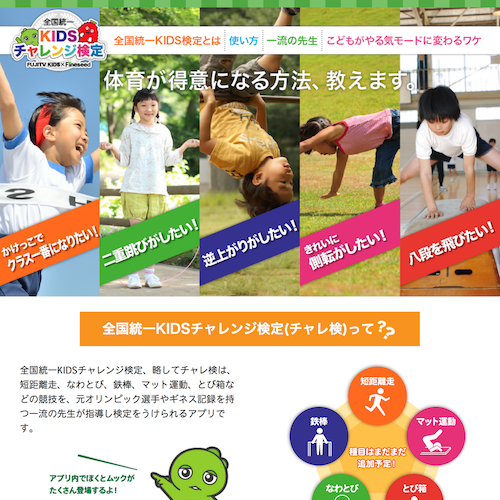 全国統一
KIDS
チャレンジ検定
FUJITV KIDS × Fineseed
全国統一KIDS検定とは
使い方
一流の先生
こどもがやる気モードに変わるワケ
体育が得意になる方法、教えます。
かけっこで
クラス一番になりたい!
二重跳びがしたい!
逆上がりがしたい!
きれいに
側転がしたい!
八段を飛びたい!
全国統一KIDSチャレンジ検定(チャレ検)って??
全国統一KIDSチャレンジ検定、略してチャレ検は、
短距離走、なわとび、鉄棒、マット運動、とび箱な
どの競技を、元オリンピック選手やギネス記録を持
つ一流の先生が指導し検定をうけられるアプリで
す。
アプリ内でぼくとムックが
たくさん登場するよ!
短距離走
鉄棒
マット運動
種目はまだまだ
追加予定!
なわとび
とび箱